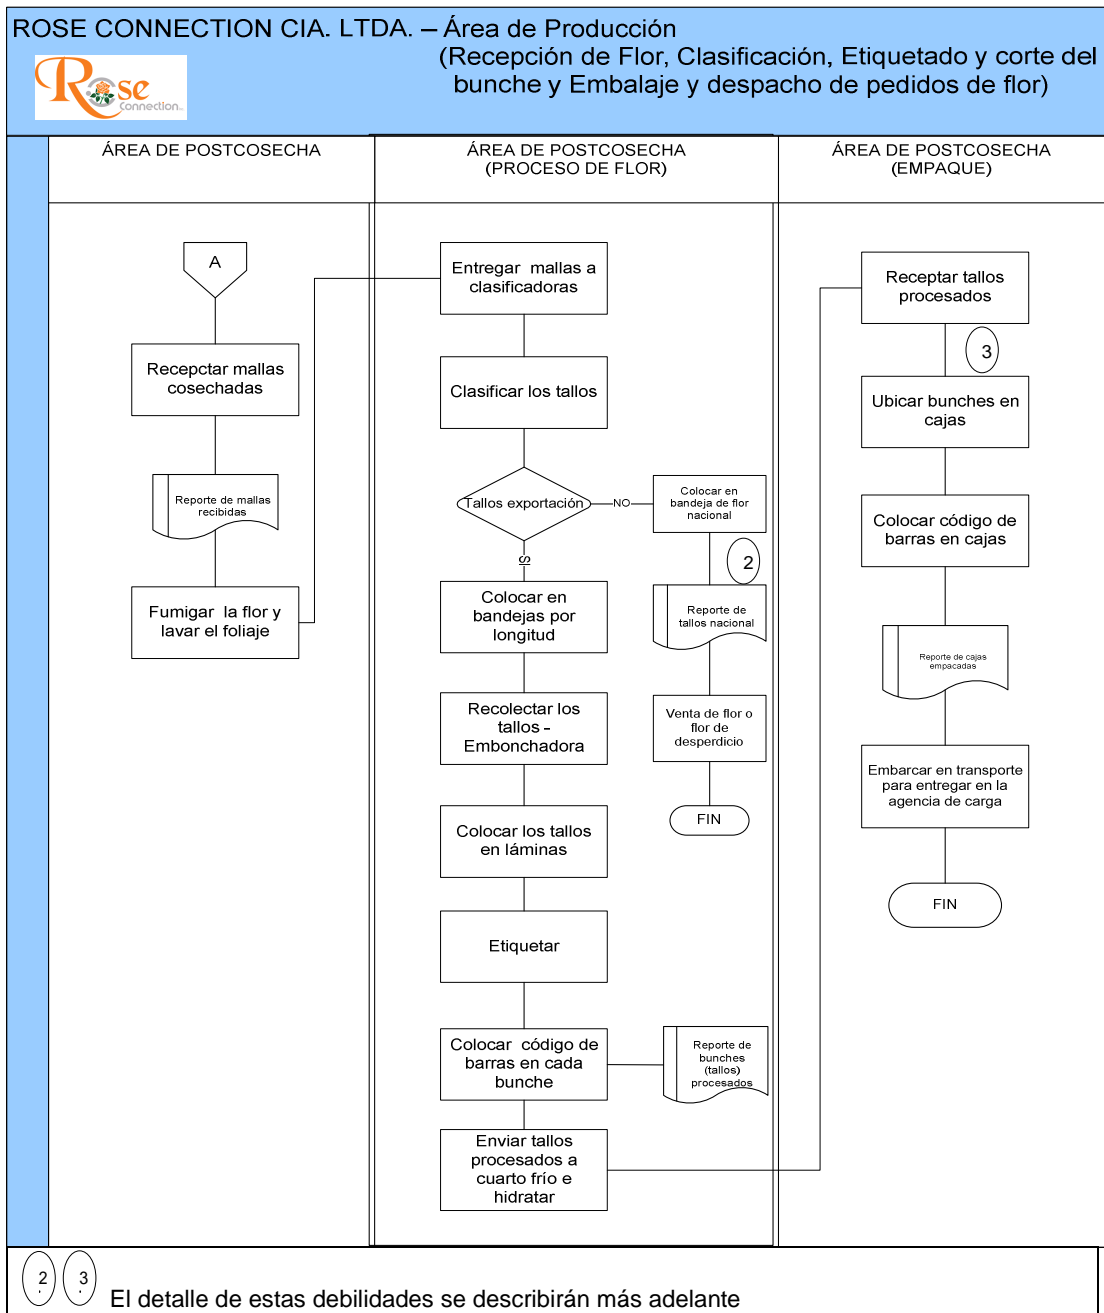 ROSE CONNECTION CIA. LTDA. – Área de Producción
(Recepción de Flor, Clasificación, Etiquetado y corte del
bunche y Embalaje y despacho de pedidos de flor)
Rose
Connection
ÁREA DE POSTCOSECHA
A
Recepctar mallas
cosechadas
Reporte de mallas
recibidas
Fumigar la flor y
lavar el foliaje
ÁREA DE POSTCOSECHA
(PROCESO DE FLOR)
Entregar mallas a
clasificadoras
Clasificar los tallos
Tallos exportación
NO
SI
Colocar en
bandeja de flor
nacional
2
Reporte de
tallos nacional
Venta de flor o
flor de
desperdicio
FIN
Colocar en
bandejas por
longitud
Recolectar los
tallos -
Embonchadora
Colocar los tallos
en láminas
Etiquetar
Colocar código de
barras en cada
bunche
Reporte de
bunches
(tallos)
procesados
Enviar tallos
procesados a
cuarto frío e
hidratar
ÁREA DE POSTCOSECHA
(EMPAQUE)
Receptar tallos
procesados
3
Ubicar bunches en
cajas
Colocar código de
barras en cajas
Reporte de cajas
empacadas
Embarcar en transporte
para entregar en la
agencia de carga
FIN
2 3 El detalle de estas debilidades se describirán más adelante